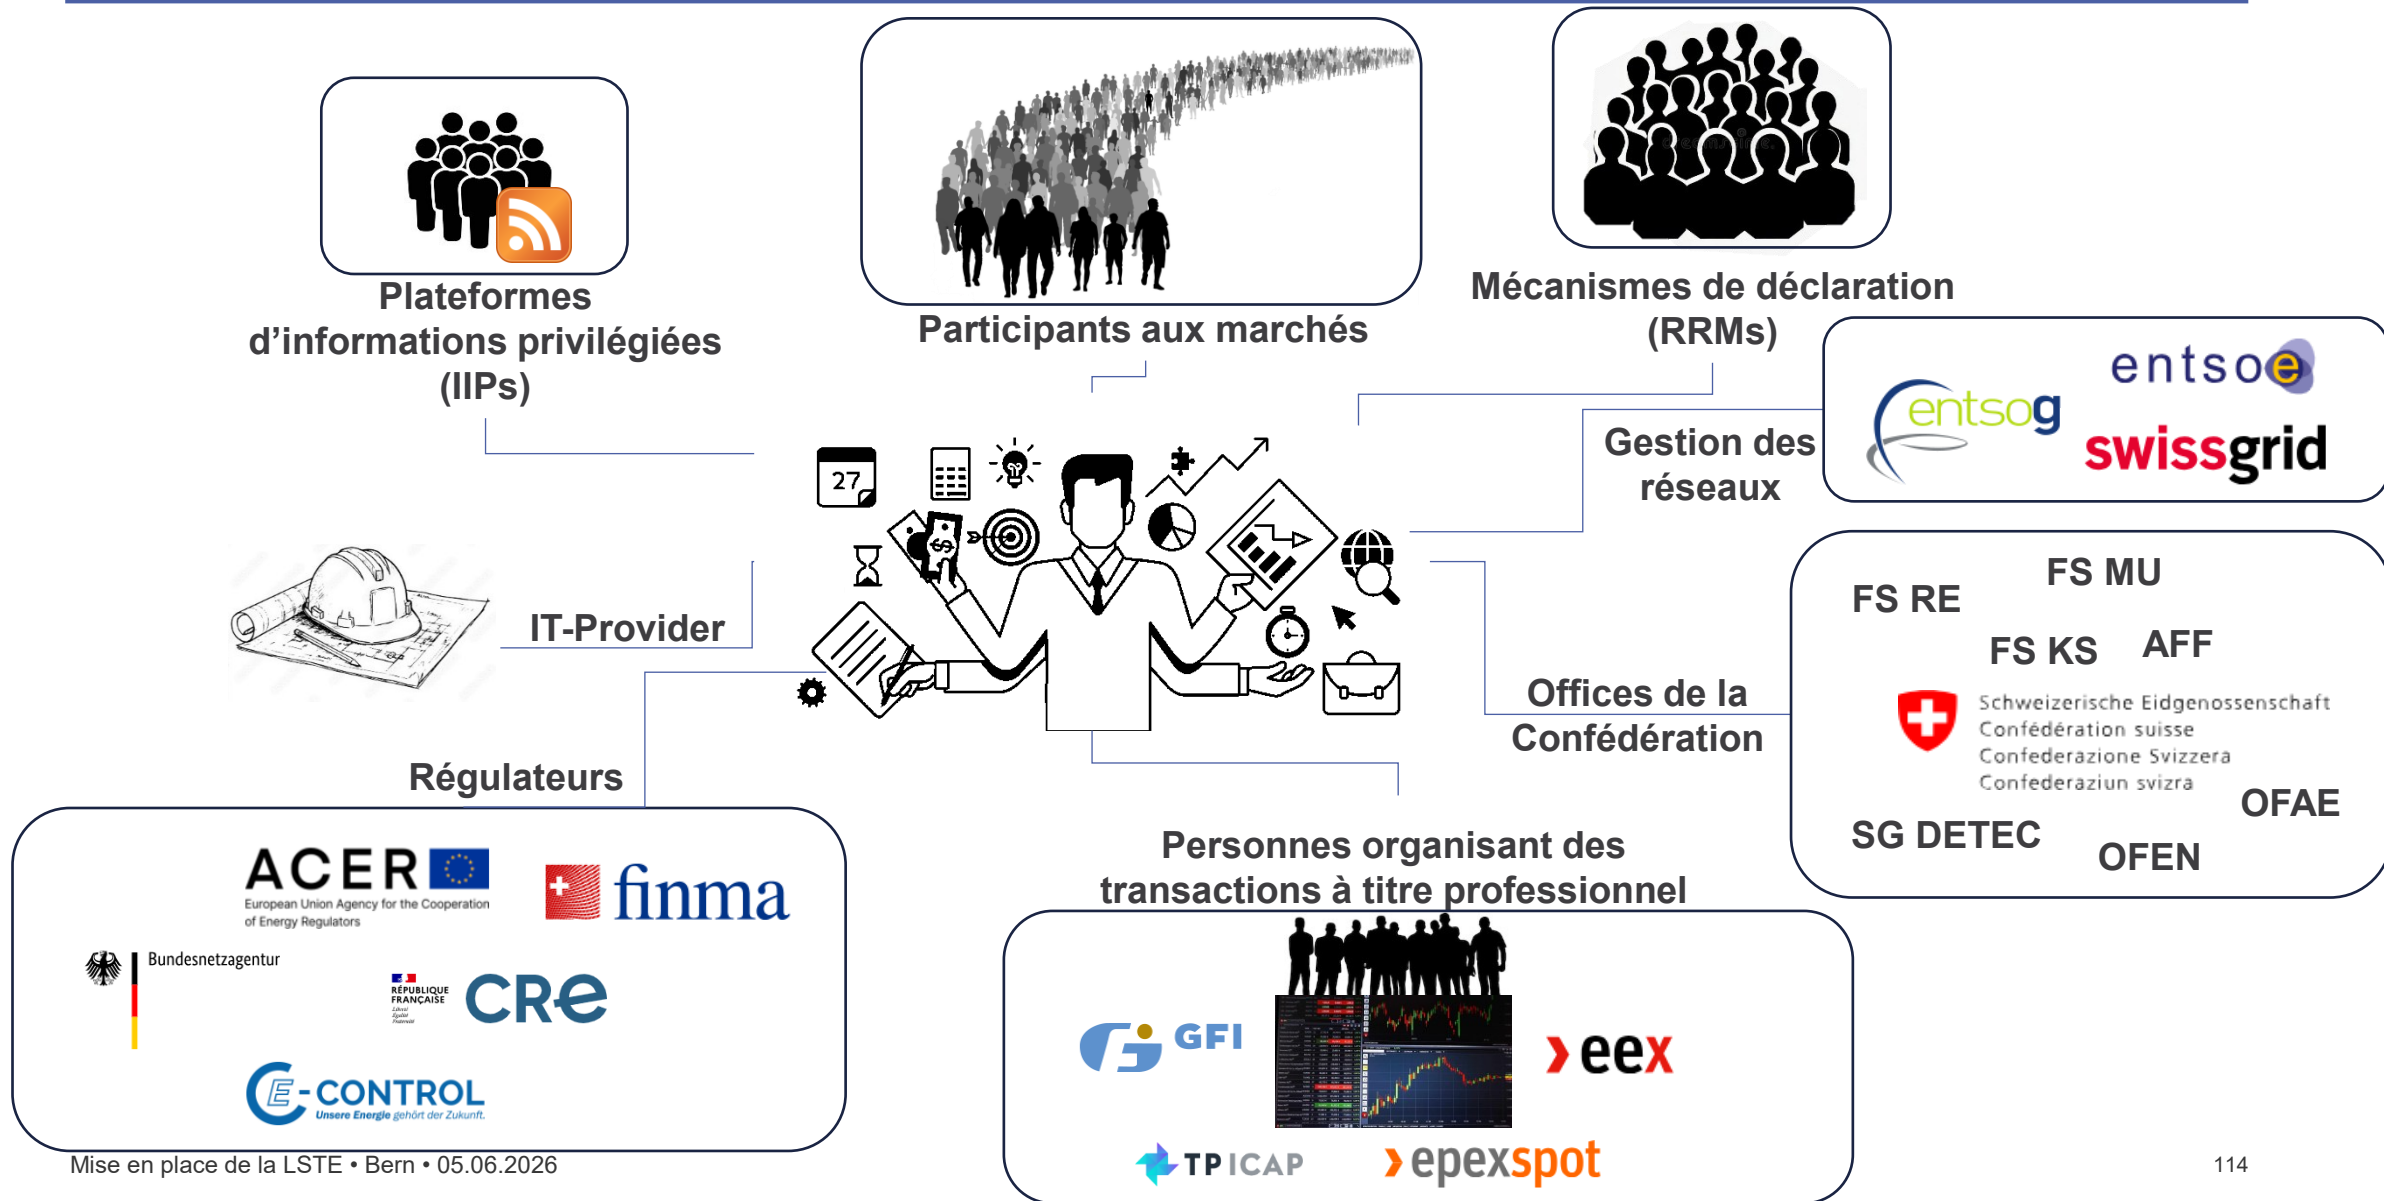 Plateformes
d’informations privilégiées
(IIPs)
Participants aux marchés
Mécanismes de déclaration
(RRMs)
entsoe
entsog
swissgrid
Gestion des
réseaux
27
IT-Provider
FS MU
FS RE
FS KS
AFF
Schweizerische Eidgenossenschaft
Confédération suisse
Confederazione Svizzera
Confederaziun svizra
OFAE
SG DETEC
OFEN
Offices de la
Confédération
Régulateurs
ACER
European Union Agency for the Cooperation
of Energy Regulators
finma
Bundesnetzagentur
RÉPUBLIQUE
FRANÇAISE
Liberté
Égalité
Fraternité
CRe
E-CONTROL
Unsere Energie gehört der Zukunft.
Personnes organisant des
transactions à titre professionnel
GFI
eex
TPICAP
epexspot
Mise en place de la LSTE • Bern • 05.06.2026
114